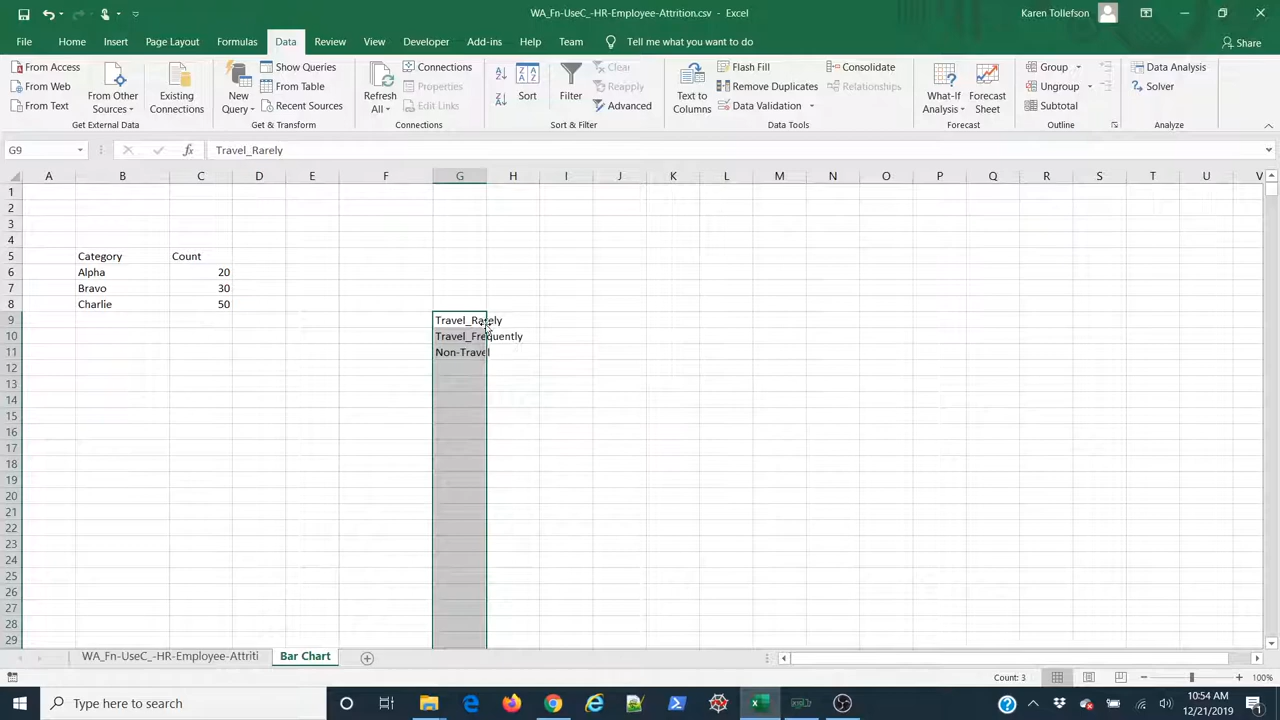 WA_Fn-UseC_-HR-Employee-Attrition.csv - Excel
Karen Tollefson
File Home Insert Page Layout Formulas Data Review View Developer Add-ins Help Team Tell me what you want to do Share
From Access
From Web
From Text
From Other Sources
Existing Connections
Get External Data
New Query
Show Queries
From Table
Recent Sources
Get & Transform
Refresh All
Connections
Properties
Edit Links
Connections
Sort
Filter
Clear
Reapply
Advanced
Sort & Filter
Text to Columns
Flash Fill
Remove Duplicates
Data Validation
Consolidate
Relationships
Data Tools
What-If Analysis
Forecast Sheet
Forecast
Group
Ungroup
Subtotal
Outline
Data Analysis
Solver
Analyze
G9 fx Travel_Rarely
A B C D E F G H I J K L M N O P Q R S T U V
1
2
3
4
5 Category Count
6 Alpha 20
7 Bravo 30
8 Charlie 50
9 Travel_Rarely
10 Travel_Frequently
11 Non-Travel
12
13
14
15
16
17
18
19
20
21
22
23
24
25
26
27
28
29
WA_Fn-UseC_-HR-Employee-Attriti Bar Chart
Count: 3 100%
Type here to search
10:54 AM
12/21/2019